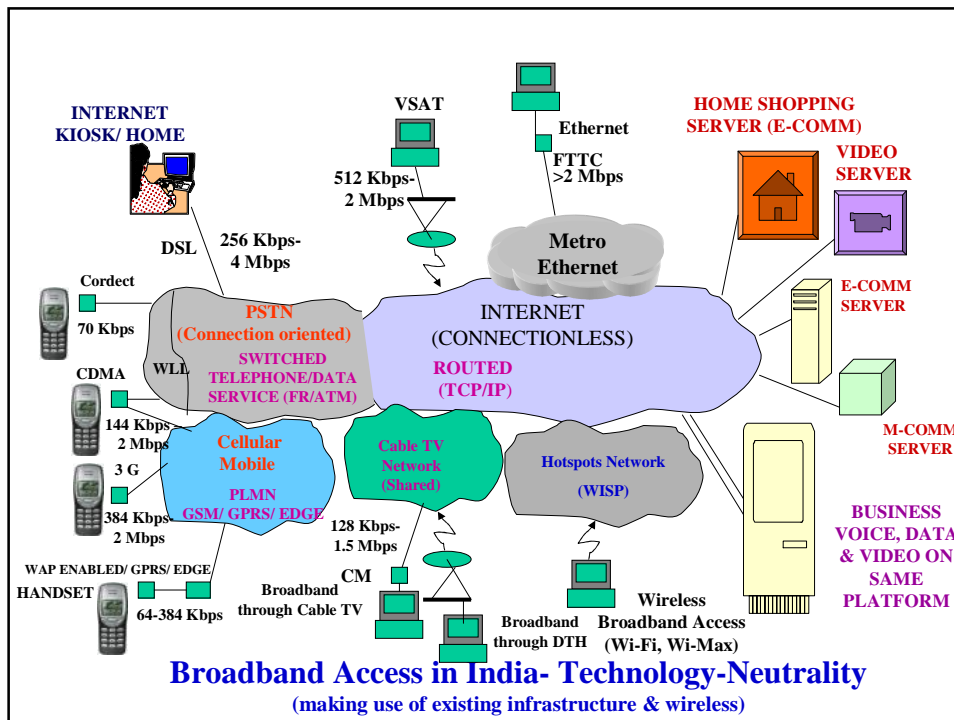 VSAT
INTERNET
KIOSK/ HOME
Ethernet
FTTC
>2 Mbps
HOME SHOPPING
SERVER (E-COMM)
VIDEO
SERVER
512 Kbps-
2 Mbps
DSL
256 Kbps-
4 Mbps
Metro
Ethernet
Cordect
70 Kbps
PSTN
(Connection oriented)
SWITCHED
TELEPHONE/DATA
SERVICE (FR/ATM)
WLL
INTERNET
(CONNECTIONLESS)
ROUTED
(TCP/IP)
E-COMM
SERVER
CDMA
144 Kbps-
2 Mbps
3 G
384 Kbps-
2 Mbps
Cellular
Mobile
PLMN
GSM/ GPRS/ EDGE
Cable TV
Network
(Shared)
Hotspots Network
(WISP)
M-COMM
SERVER
128 Kbps-
1.5 Mbps
CM
Broadband
through Cable TV
Broadband
through DTH
Wireless
Broadband Access
(Wi-Fi, Wi-Max)
BUSINESS
VOICE, DATA
& VIDEO ON
SAME
PLATFORM
WAP ENABLED/ GPRS/ EDGE
HANDSET
64-384 Kbps
Broadband Access in India- Technology-Neutrality
(making use of existing infrastructure & wireless)